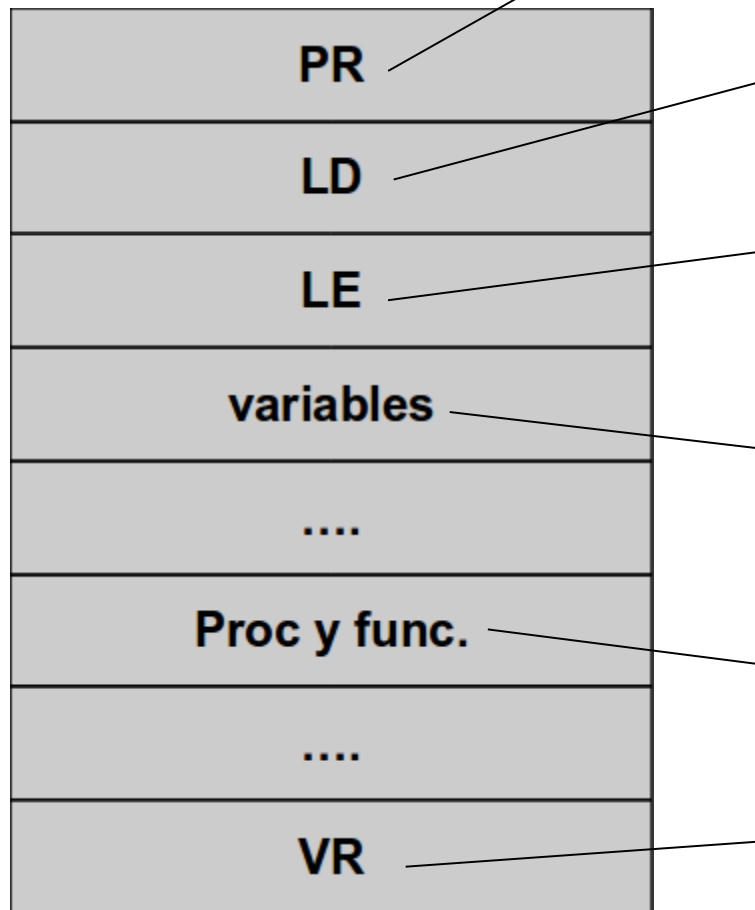 PR
LD
LE
variables
....
Proc y func.
....
VR